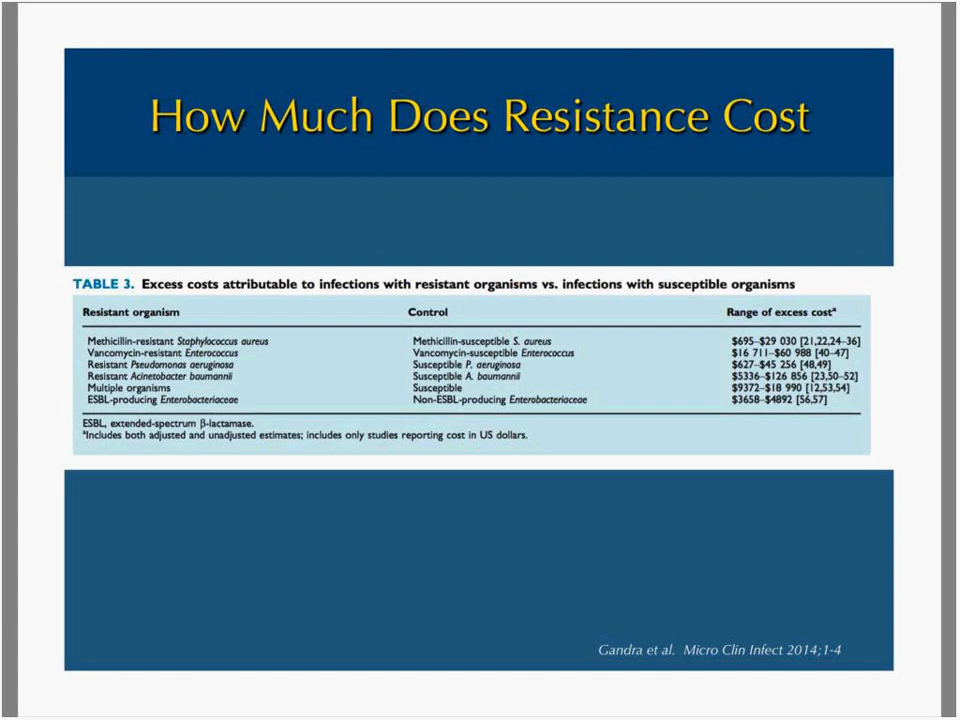 How Much Does Resistance Cost
TABLE 3. Excess costs attributable to infections with resistant organisms vs. infections with susceptible organisms
Resistant organism Control Range of excess costᵃ
Methicillin-resistant Staphylococcus aureus Methicillin-susceptible S. aureus $695–$29 030 [21,22,24–36]
Vancomycin-resistant Enterococcus Vancomycin-susceptible Enterococcus $16 711–$60 988 [40–47]
Resistant Pseudomonas aeruginosa Susceptible P. aeruginosa $627–$45 256 [48,49]
Resistant Acinetobacter baumannii Susceptible A. baumannii $5336–$126 856 [23,50–52]
Multiple organisms Susceptible $9372–$18 990 [12,53,54]
ESBL-producing Enterobacteriaceae Non-ESBL-producing Enterobacteriaceae $3658–$4892 [56,57]
ESBL, extended-spectrum β-lactamase.
ᵃIncludes both adjusted and unadjusted estimates; includes only studies reporting cost in US dollars.
Gandra et al. Micro Clin Infect 2014;1-4